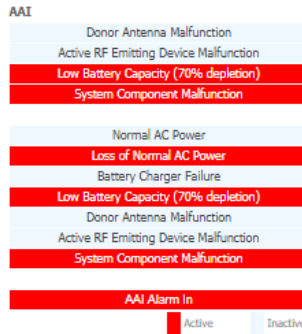 AAI
Donor Antenna Malfunction
Active RF Emitting Device Malfunction
Low Battery Capacity (70% depletion)
System Component Malfunction
Normal AC Power
Loss of Normal AC Power
Battery Charger Failure
Low Battery Capacity (70% depletion)
Donor Antenna Malfunction
Active RF Emitting Device Malfunction
System Component Malfunction
AAI Alarm In
Active Inactive